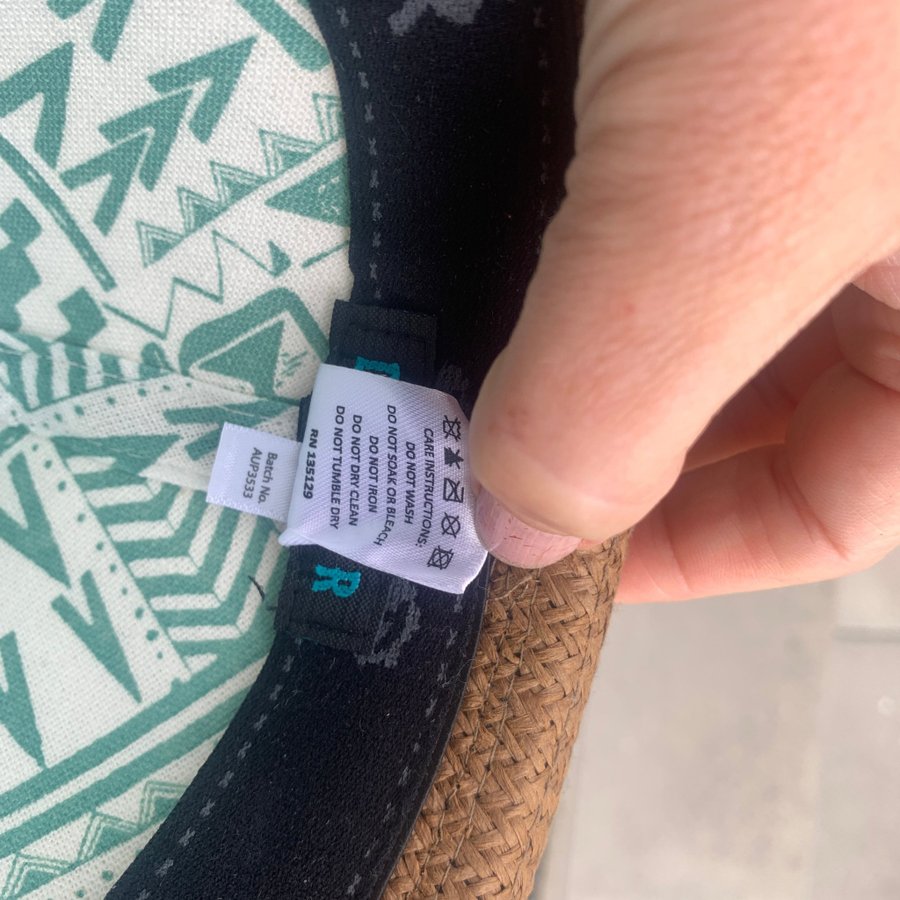 CARE INSTRUCTIONS:
DO NOT WASH
DO NOT SOAK OR BLEACH
DO NOT IRON
DO NOT DRY CLEAN
DO NOT TUMBLE DRY
RN 135129
Batch No.
AUP3533
R